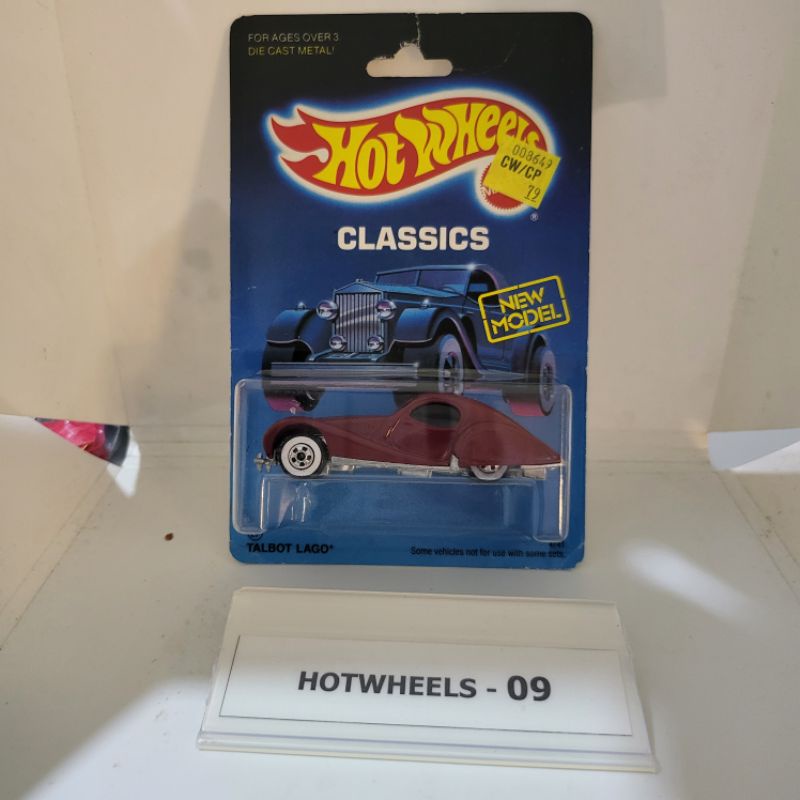 FOR AGES OVER 3
DIE CAST METAL!
HOT WHEELS
008649
CW/CP
79
®
CLASSICS
NEW
MODEL
TALBOT LAGO*
Some vehicles not for use with some sets.
HOTWHEELS - 09